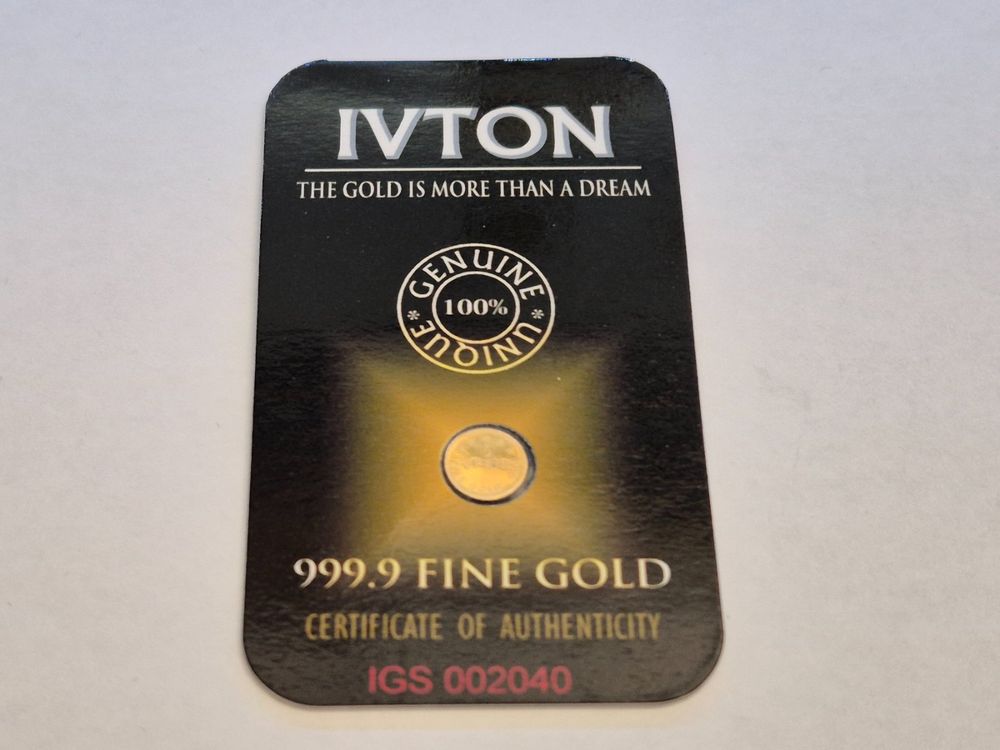 IVTON
THE GOLD IS MORE THAN A DREAM
GENUINE
100%
* UNIQUE *
999.9 FINE GOLD
CERTIFICATE OF AUTHENTICITY
IGS 002040